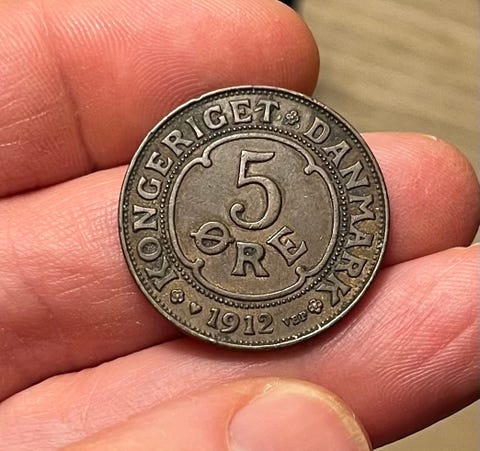 KONGERIGET DANMARK
5
ØRE
1912 VBP